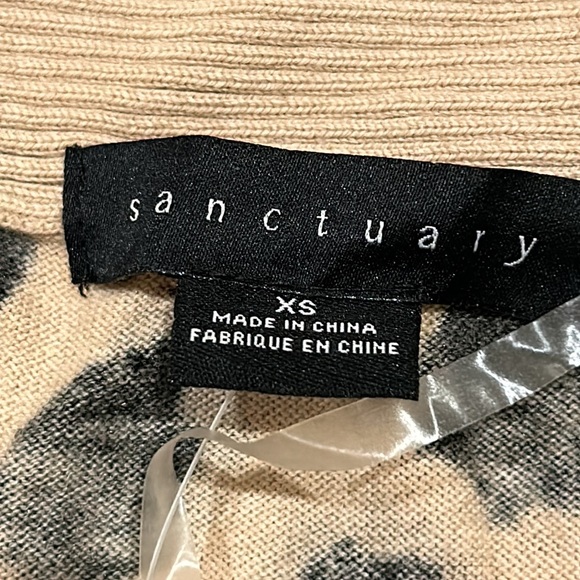 sanctuary
XS
MADE IN CHINA
FABRIQUE EN CHINE